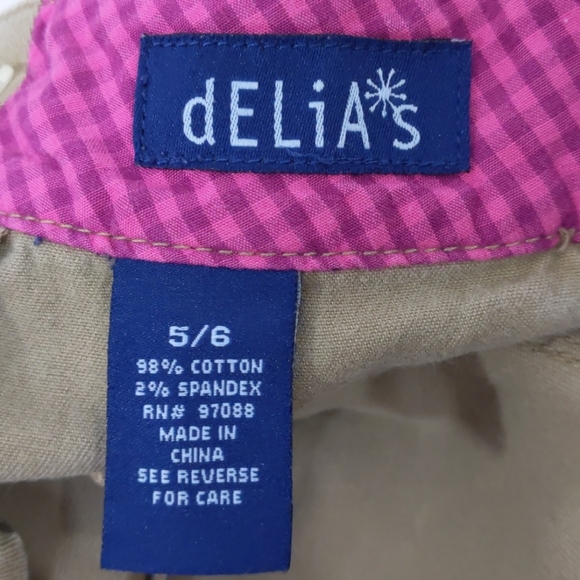 dELiA*s
5/6
98% COTTON
2% SPANDEX
RN# 97088
MADE IN
CHINA
SEE REVERSE
FOR CARE